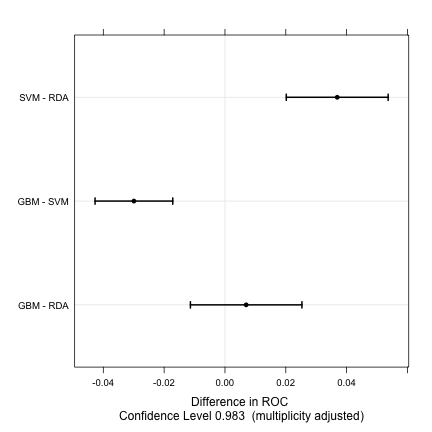 SVM - RDA
GBM - SVM
GBM - RDA
-0.04 -0.02 0.00 0.02 0.04
Difference in ROC
Confidence Level 0.983 (multiplicity adjusted)